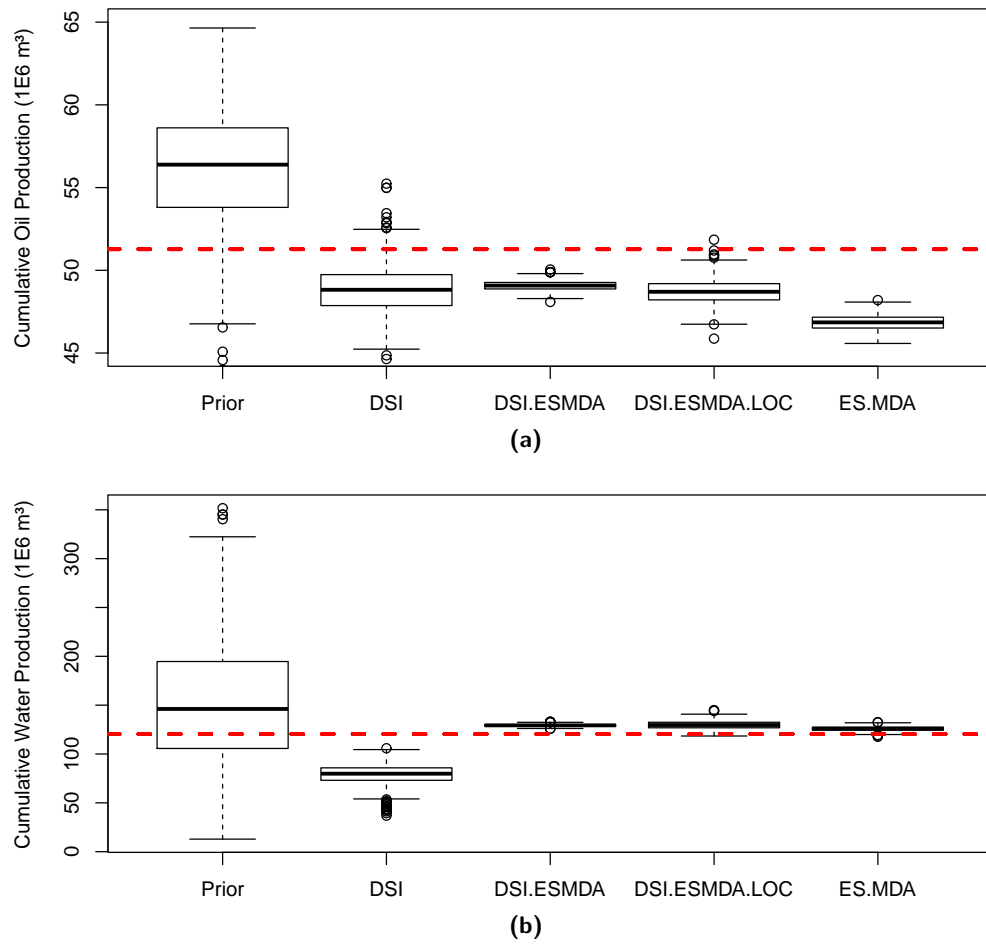 Cumulative Oil Production (1E6 m³)
65
60
55
50
45
Prior DSI DSI.ESMDA DSI.ESMDA.LOC ES.MDA
(a)
Cumulative Water Production (1E6 m³)
300
200
100
50
0
Prior DSI DSI.ESMDA DSI.ESMDA.LOC ES.MDA
(b)